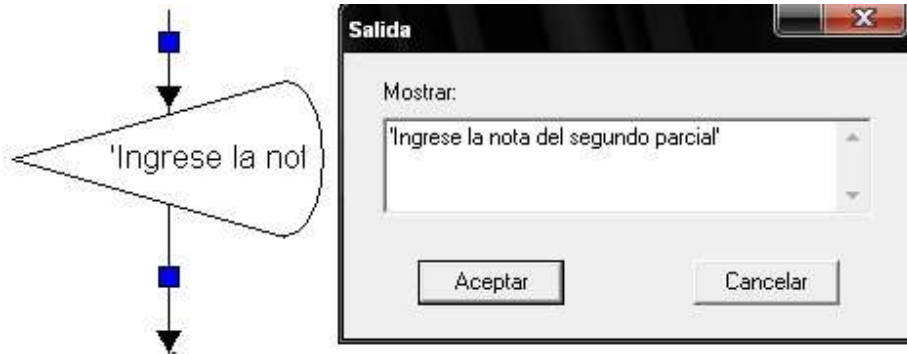 'Ingrese la not
Salida
Mostrar:
'Ingrese la nota del segundo parcial'
Aceptar
Cancelar